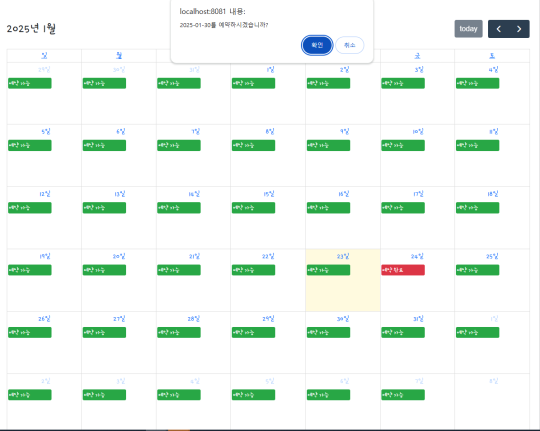 localhost:8081 내용:
2025-01-30를 예약하시겠습니까?
확인 취소
2025년 1월
today
일 월 금 토
29일 30일 31일 1일 2일 3일 4일
예약 가능 예약 가능 예약 가능 예약 가능 예약 가능 예약 가능 예약 가능
5일 6일 7일 8일 9일 10일 11일
예약 가능 예약 가능 예약 가능 예약 가능 예약 가능 예약 가능 예약 가능
12일 13일 14일 15일 16일 17일 18일
예약 가능 예약 가능 예약 가능 예약 가능 예약 가능 예약 가능 예약 가능
19일 20일 21일 22일 23일 24일 25일
예약 가능 예약 가능 예약 가능 예약 가능 예약 가능 예약 완료 예약 가능
26일 27일 28일 29일 30일 31일 1일
예약 가능 예약 가능 예약 가능 예약 가능 예약 가능 예약 가능 예약 가능
2일 3일 4일 5일 6일 7일 8일
예약 가능 예약 가능 예약 가능 예약 가능 예약 가능 예약 가능